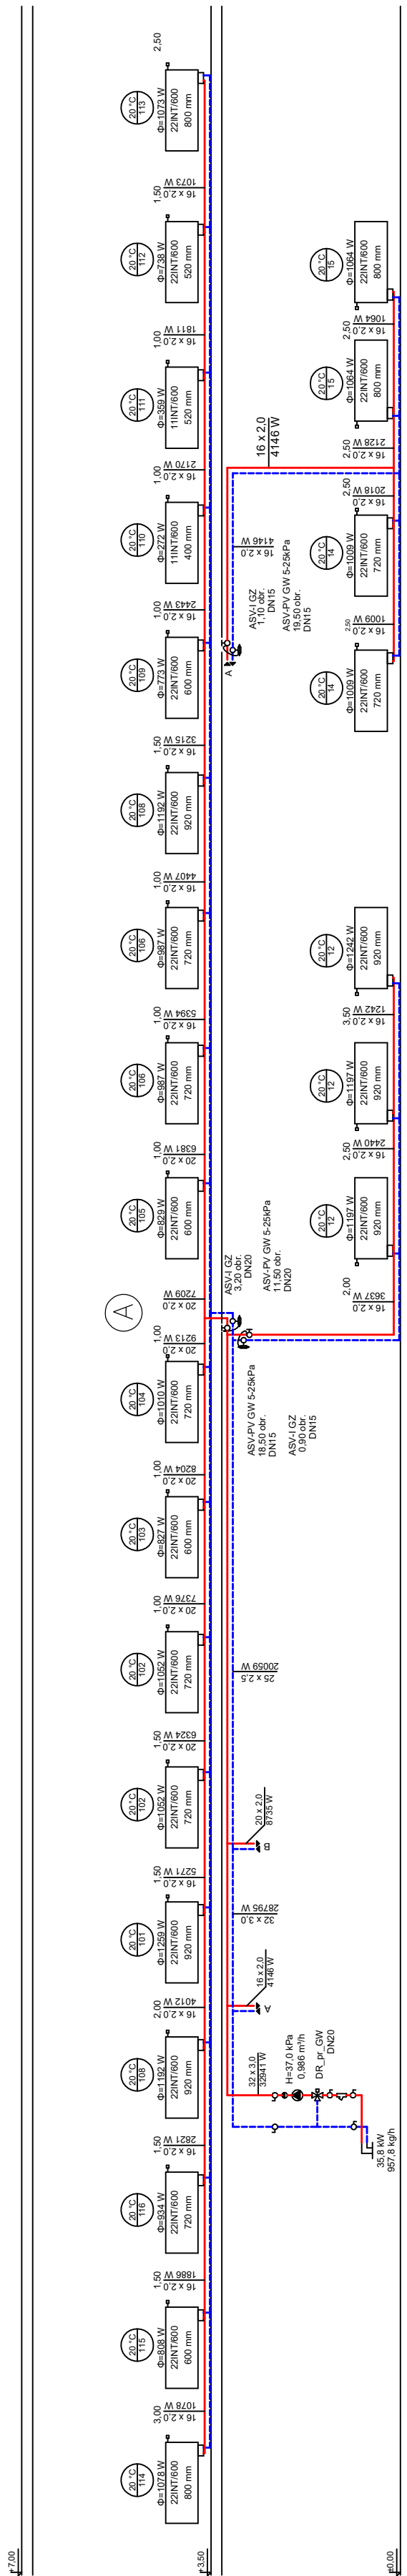 +7,00
+3,50
±0,00
20 °C
114
Φ=1078 W
22INT/600
800 mm
3,00
1078 W
16 x 2,0
20 °C
115
Φ=808 W
22INT/600
600 mm
1,50
1886 W
16 x 2,0
20 °C
116
Φ=934 W
22INT/600
720 mm
1,50
2821 W
16 x 2,0
20 °C
108
Φ=1192 W
22INT/600
920 mm
2,00
4012 W
16 x 2,0
20 °C
101
Φ=1259 W
22INT/600
920 mm
1,50
5271 W
16 x 2,0
20 °C
102
Φ=1052 W
22INT/600
720 mm
1,50
6324 W
20 x 2,0
20 °C
102
Φ=1052 W
22INT/600
720 mm
1,00
7376 W
20 x 2,0
20 °C
103
Φ=827 W
22INT/600
600 mm
1,00
8204 W
20 x 2,0
20 °C
104
Φ=1010 W
22INT/600
720 mm
1,00
9213 W
20 x 2,0
A
7209 W
20 x 2,0
20 °C
105
Φ=829 W
22INT/600
600 mm
1,00
6381 W
20 x 2,0
20 °C
106
Φ=987 W
22INT/600
720 mm
1,00
5394 W
16 x 2,0
20 °C
106
Φ=987 W
22INT/600
720 mm
1,00
4407 W
16 x 2,0
20 °C
108
Φ=1192 W
22INT/600
920 mm
1,50
3215 W
16 x 2,0
20 °C
109
Φ=773 W
22INT/600
600 mm
1,00
2443 W
16 x 2,0
20 °C
110
Φ=272 W
11INT/600
400 mm
1,00
2170 W
16 x 2,0
20 °C
111
Φ=359 W
11INT/600
520 mm
1,00
1811 W
16 x 2,0
20 °C
112
Φ=738 W
22INT/600
520 mm
1,50
1073 W
16 x 2,0
20 °C
113
Φ=1073 W
22INT/600
800 mm
2,50
35,8 kW
957,8 kg/h
32 x 3,0
32941 W
H=37,0 kPa
0,986 m³/h
DR_pr_GW
DN20
16 x 2,0
4146 W
A
28795 W
32 x 3,0
20 x 2,0
8735 W
B
20059 W
25 x 2,5
ASV-PV GW 5-25kPa
18,50 obr.
DN15
ASV-I GZ
0,90 obr.
DN15
ASV-I GZ
3,20 obr.
DN20
ASV-PV GW 5-25kPa
11,50 obr.
DN20
2,00
3637 W
16 x 2,0
20 °C
12
Φ=1197 W
22INT/600
920 mm
2,50
2440 W
16 x 2,0
20 °C
12
Φ=1197 W
22INT/600
920 mm
3,50
1242 W
16 x 2,0
20 °C
12
Φ=1242 W
22INT/600
920 mm
A
ASV-I GZ
1,10 obr.
DN15
ASV-PV GW 5-25kPa
19,50 obr.
DN15
4146 W
16 x 2,0
16 x 2,0
4146 W
20 °C
14
Φ=1009 W
22INT/600
720 mm
2,50
1009 W
16 x 2,0
20 °C
14
Φ=1009 W
22INT/600
720 mm
2,50
2018 W
16 x 2,0
2,50
2128 W
16 x 2,0
20 °C
15
Φ=1064 W
22INT/600
800 mm
2,50
1064 W
16 x 2,0
20 °C
15
Φ=1064 W
22INT/600
800 mm